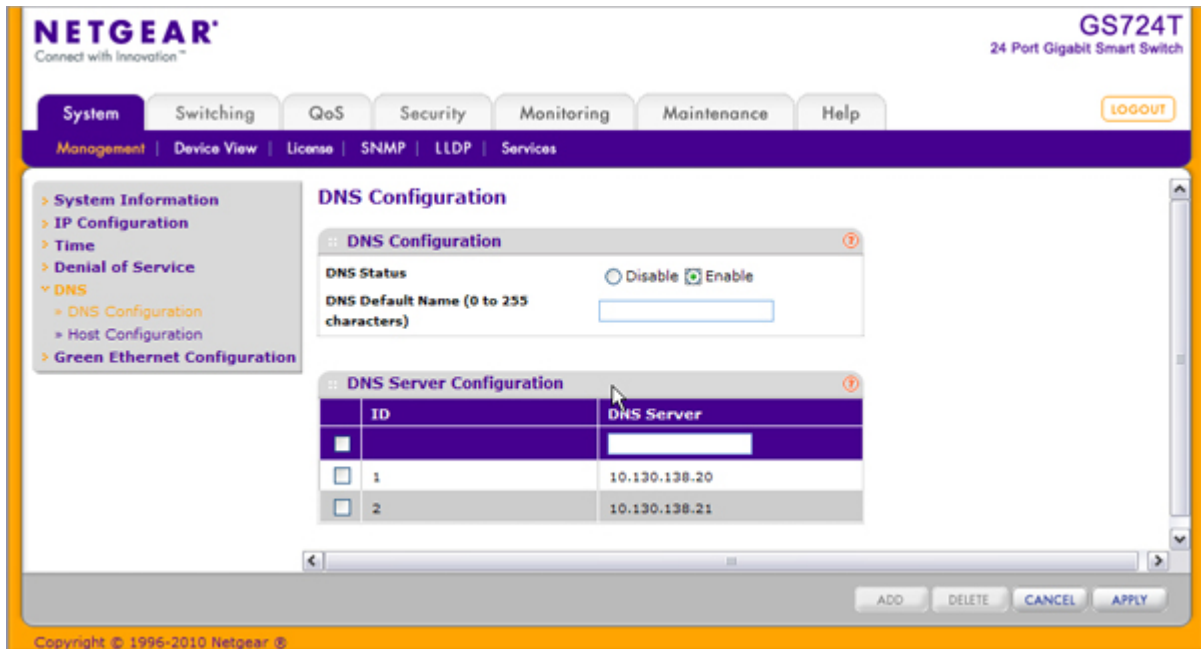 NETGEAR®
Connect with Innovation™
GS724T
24 Port Gigabit Smart Switch
System Switching QoS Security Monitoring Maintenance Help LOGOUT
Management | Device View | License | SNMP | LLDP | Services
System Information
IP Configuration
Time
Denial of Service
DNS
» DNS Configuration
» Host Configuration
Green Ethernet Configuration
DNS Configuration
DNS Configuration ?
DNS Status Disable Enable
DNS Default Name (0 to 255
characters)
DNS Server Configuration ?
ID DNS Server
1 10.130.138.20
2 10.130.138.21
ADD DELETE CANCEL APPLY
Copyright © 1996-2010 Netgear ®